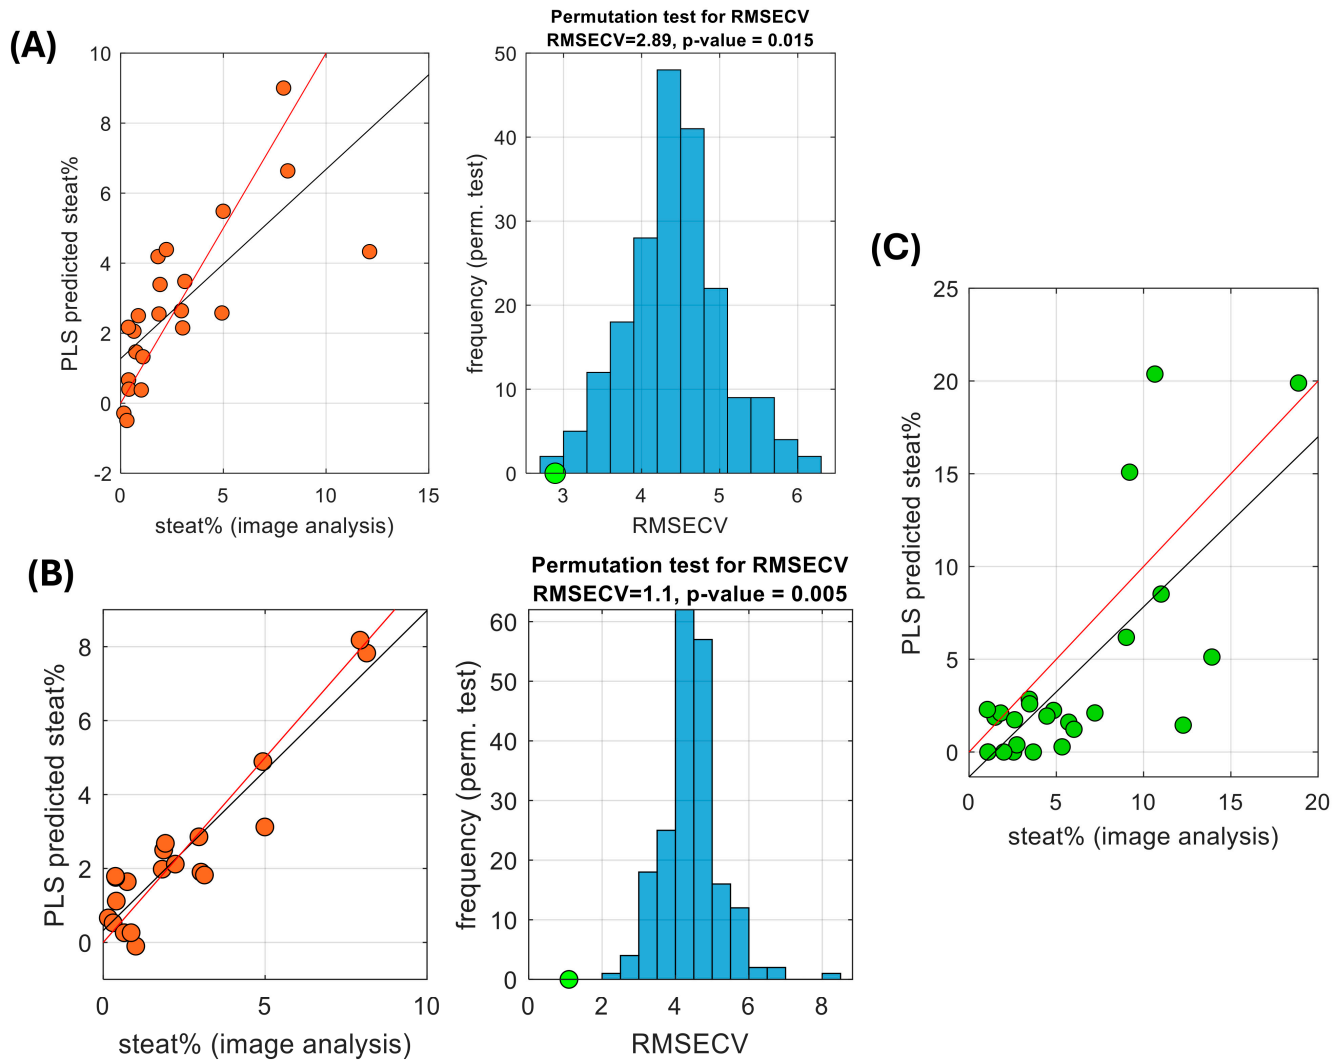 (A)
10
8
6
4
2
0
-2
PLS predicted steat%
0 5 10 15
steat% (image analysis)
Permutation test for RMSECV
RMSECV=2.89, p-value = 0.015
50
40
30
20
10
0
frequency (perm. test)
3 4 5 6
RMSECV
(B)
8
6
4
2
0
PLS predicted steat%
0 5 10
steat% (image analysis)
Permutation test for RMSECV
RMSECV=1.1, p-value = 0.005
60
50
40
30
20
10
0
frequency (perm. test)
0 2 4 6 8
RMSECV
(C)
25
20
15
10
5
0
PLS predicted steat%
0 5 10 15 20
steat% (image analysis)